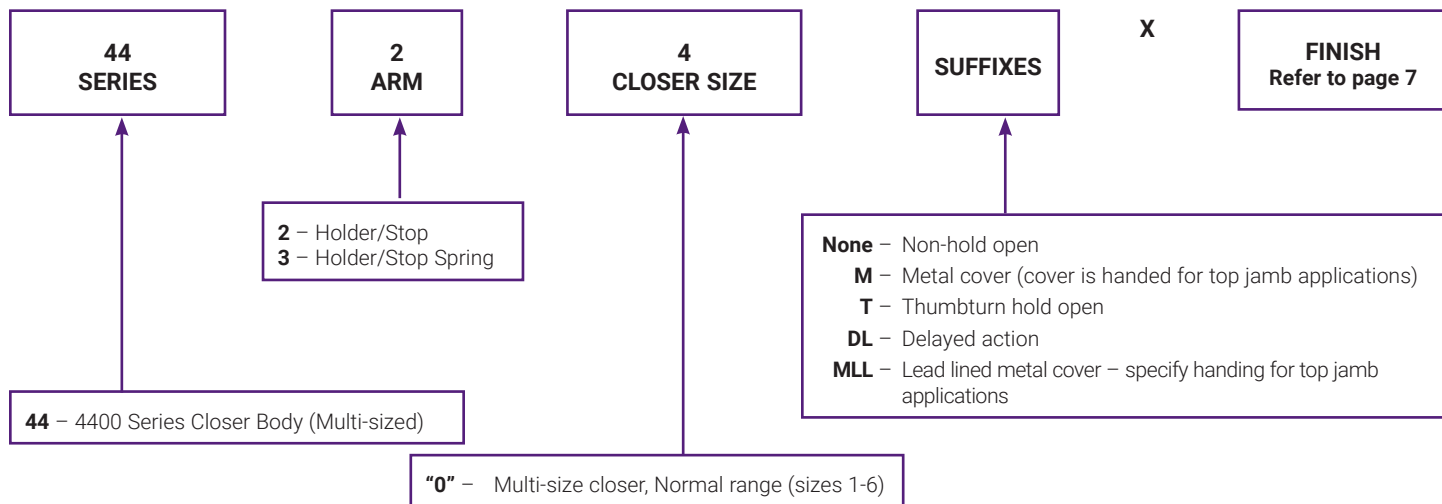 44
SERIES
2
ARM
4
CLOSER SIZE
SUFFIXES
X
FINISH
Refer to page 7
2 – Holder/Stop
3 – Holder/Stop Spring
None – Non-hold open
M – Metal cover (cover is handed for top jamb applications)
T – Thumbturn hold open
DL – Delayed action
MLL – Lead lined metal cover – specify handing for top jamb
applications
44 – 4400 Series Closer Body (Multi-sized)
“0” – Multi-size closer, Normal range (sizes 1-6)